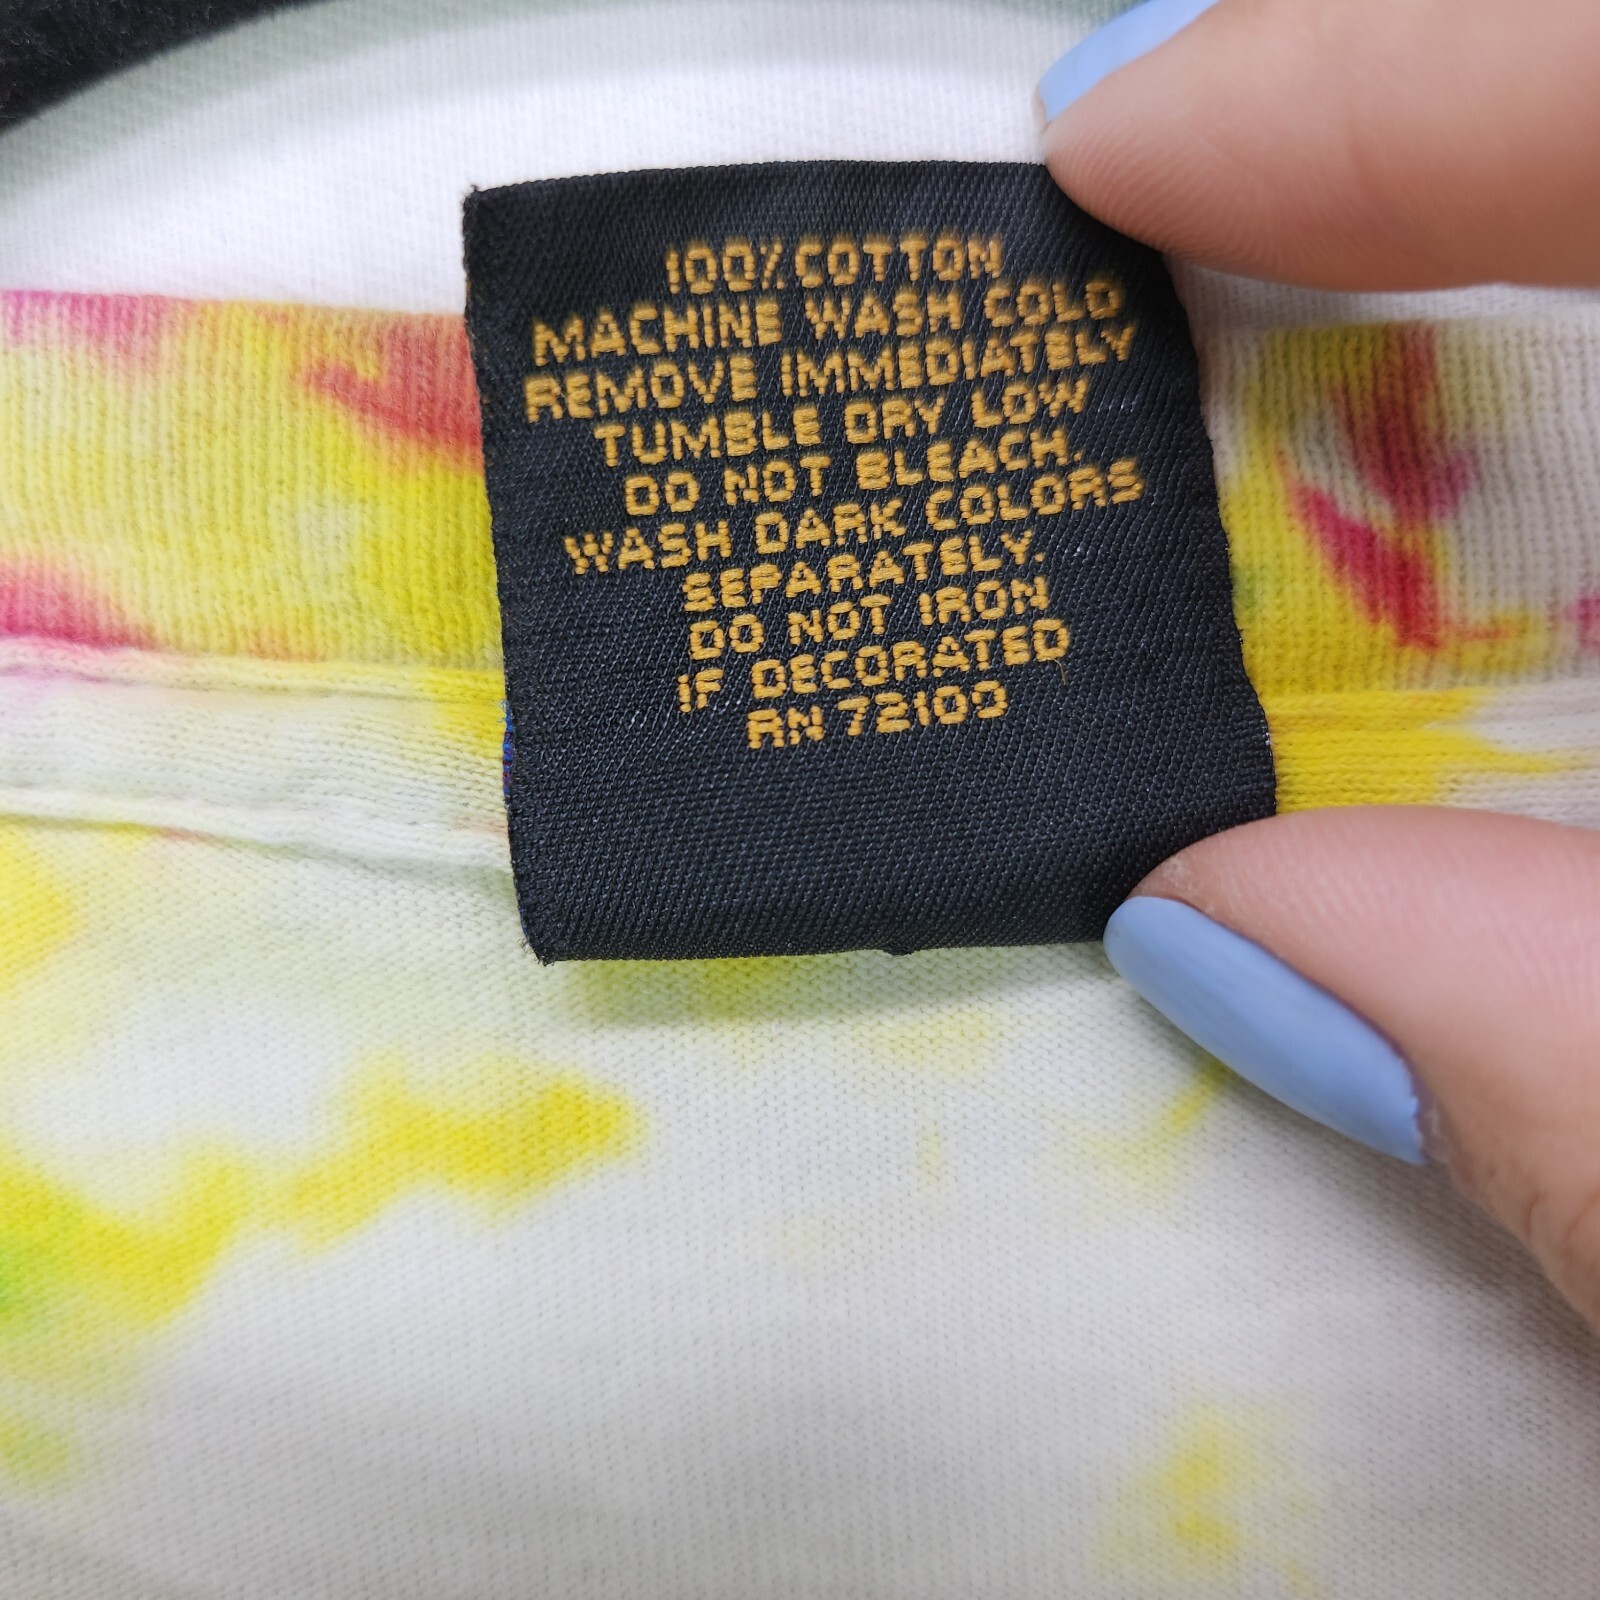 100% COTTON
MACHINE WASH COLD
REMOVE IMMEDIATELY
TUMBLE DRY LOW
DO NOT BLEACH.
WASH DARK COLORS
SEPARATELY.
DO NOT IRON
IF DECORATED
RN 72100